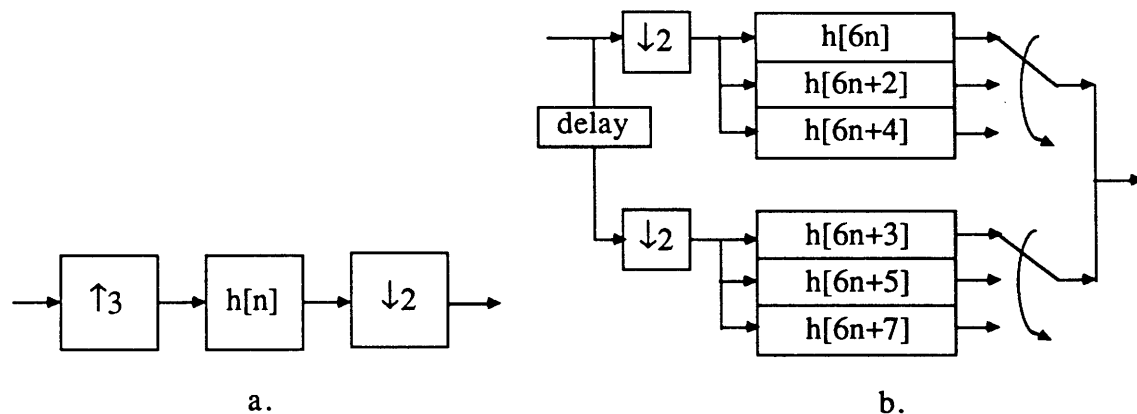 ↑3
h[n]
↓2
a.
↓2
delay
↓2
h[6n]
h[6n+2]
h[6n+4]
h[6n+3]
h[6n+5]
h[6n+7]
b.